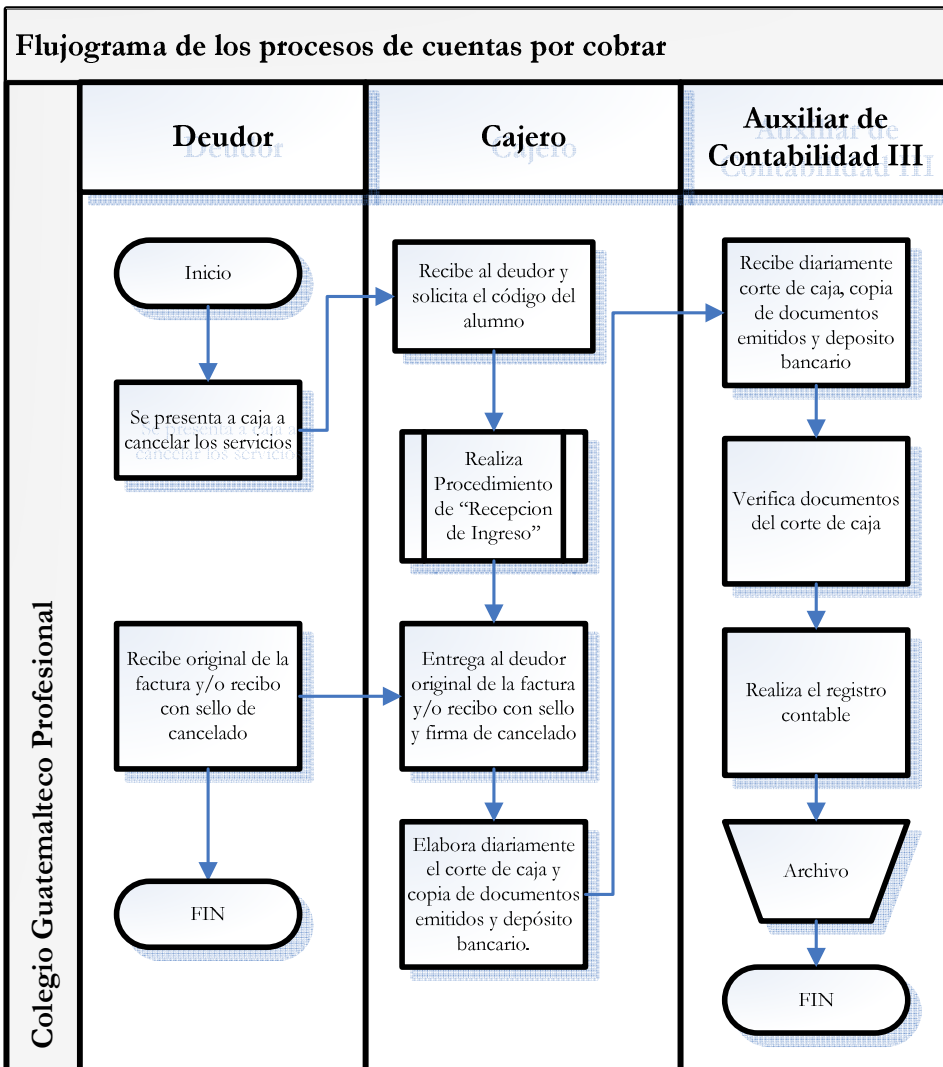 Flujograma de los procesos de cuentas por cobrar
Colegio Guatemalteco Profesional
Deudor
Cajero
Auxiliar de
Contabilidad III
Inicio
Se presenta a caja a
cancelar los servicios
Recibe original de la
factura y/o recibo
con sello de
cancelado
FIN
Recibe al deudor y
solicita el código del
alumno
Realiza
Procedimiento
de “Recepcion
de Ingreso”
Entrega al deudor
original de la factura
y/o recibo con sello
y firma de cancelado
Elabora diariamente
el corte de caja y
copia de documentos
emitidos y depósito
bancario.
Recibe diariamente
corte de caja, copia
de documentos
emitidos y deposito
bancario
Verifica documentos
del corte de caja
Realiza el registro
contable
Archivo
FIN